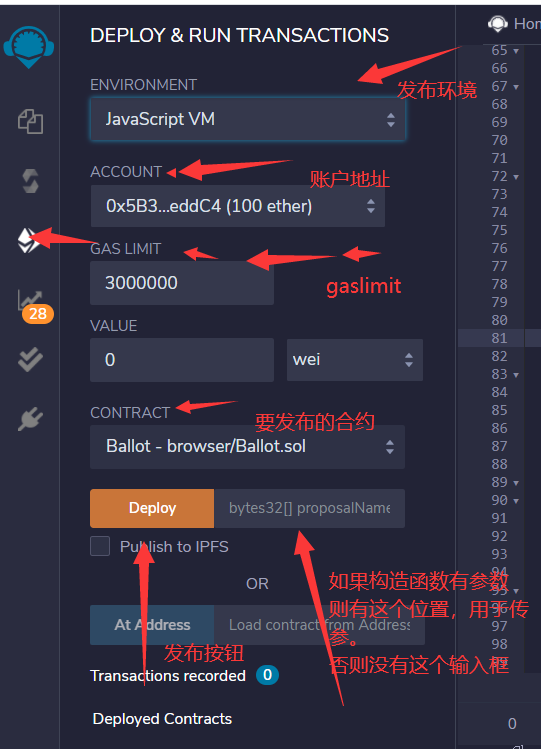 DEPLOY & RUN TRANSACTIONS
Hom
ENVIRONMENT
发布环境
JavaScript VM
ACCOUNT
账户地址
0x5B3...eddC4 (100 ether)
GAS LIMIT
gaslimit
3000000
28
VALUE
0
wei
CONTRACT
要发布的合约
Ballot - browser/Ballot.sol
Deploy
bytes32[] proposalName
Publish to IPFS
OR
如果构造函数有参数
则有这个位置，用于传
参。
否则没有这个输入框
At Address
Load contract from Address
发布按钮
Transactions recorded
0
Deployed Contracts
65
66
67
68
69
70
71
72
73
74
75
76
77
78
79
80
81
82
83
84
85
86
87
88
89
90
91
92
93
94
95
96
97
98
99
0